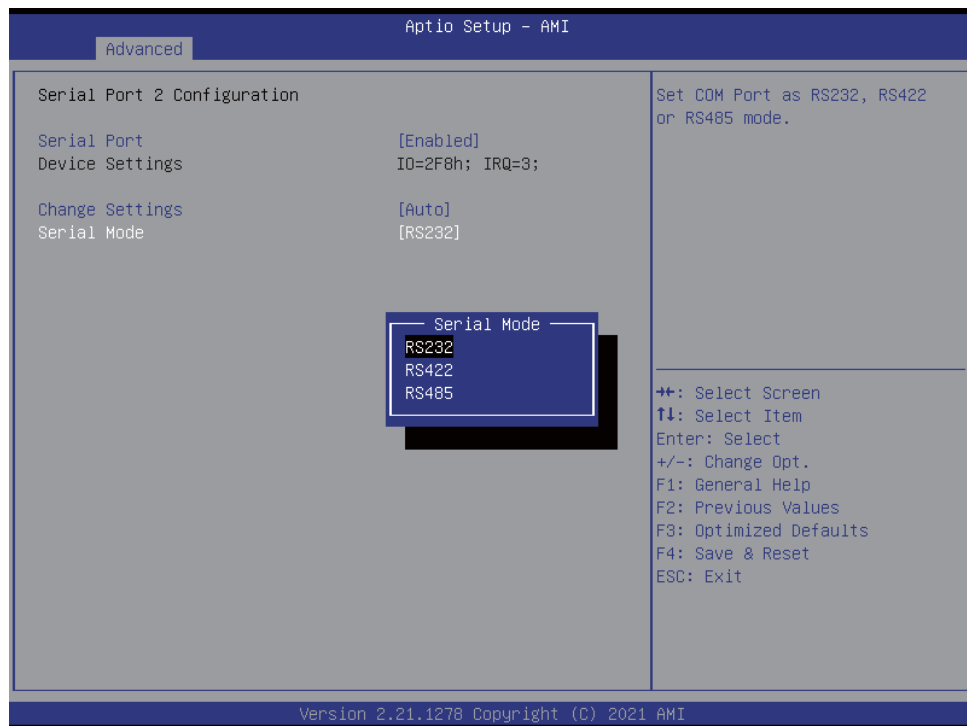 Aptio Setup - AMI
Advanced
Serial Port 2 Configuration
Serial Port [Enabled]
Device Settings IO=2F8h; IRQ=3;
Change Settings [Auto]
Serial Mode [RS232]
Serial Mode
RS232
RS422
RS485
Set COM Port as RS232, RS422
or RS485 mode.
→←: Select Screen
↑↓: Select Item
Enter: Select
+/-: Change Opt.
F1: General Help
F2: Previous Values
F3: Optimized Defaults
F4: Save & Reset
ESC: Exit
Version 2.21.1278 Copyright (C) 2021 AMI